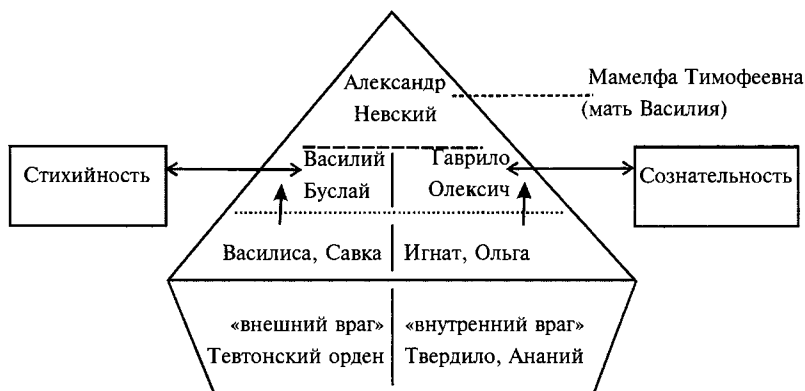 Александр
Невский
Мамелфа Тимофеевна
(мать Василия)
Стихийность
Василий
Буслай
Гаврило
Олексич
Сознательность
Василиса, Савка
Игнат, Ольга
«внешний враг»
Тевтонский орден
«внутренний враг»
Твердило, Ананий